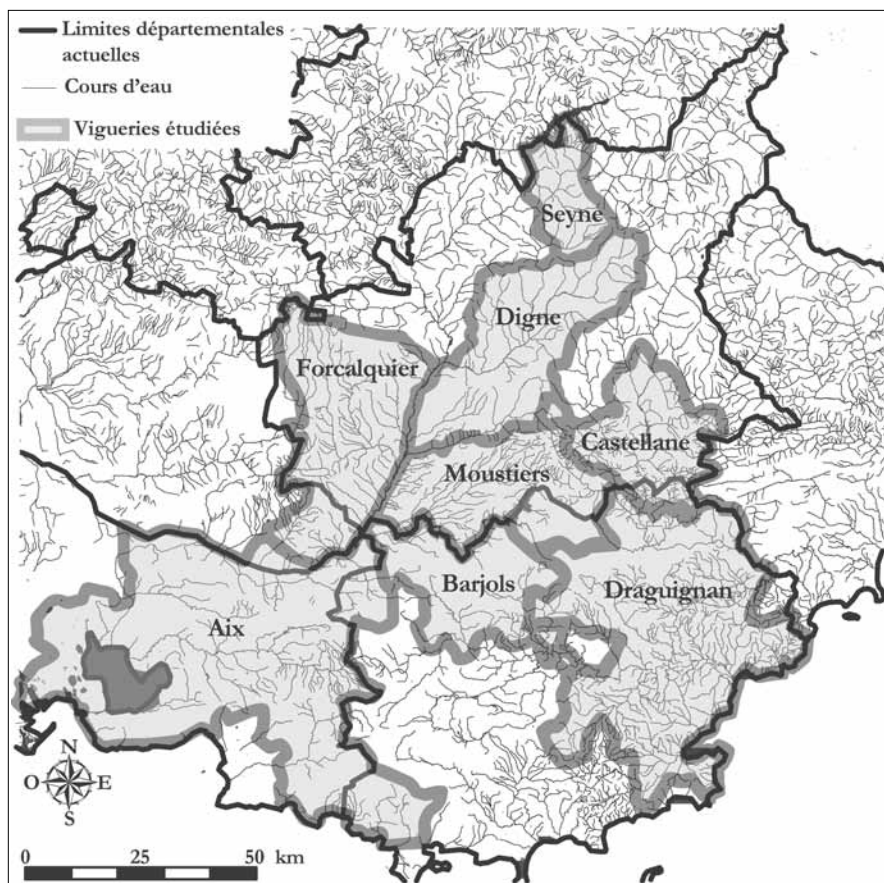 Limites départementales
actuelles
Cours d'eau
Vigueries étudiées
Seyne
Digne
Forcalquier
Castellane
Moustiers
Barjols
Draguignan
Aix
N
O E
S
0 25 50 km